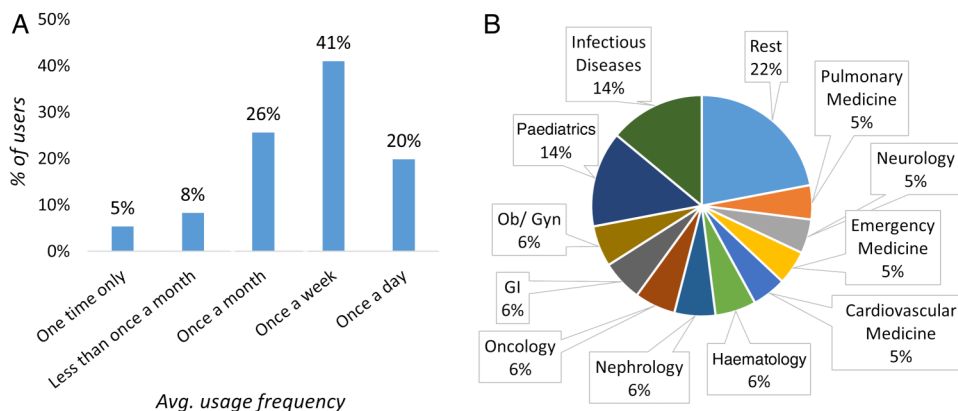 A
50%
40%
30%
20%
10%
0%
% of users
5%
8%
26%
41%
20%
One time only
Less than once a month
Once a month
Once a week
Once a day
Avg. usage frequency
B
Infectious
Diseases
14%
Rest
22%
Pulmonary
Medicine
5%
Neurology
5%
Emergency
Medicine
5%
Cardiovascular
Medicine
5%
Haematology
6%
Nephrology
6%
Oncology
6%
GI
6%
Ob/ Gyn
6%
Paediatrics
14%